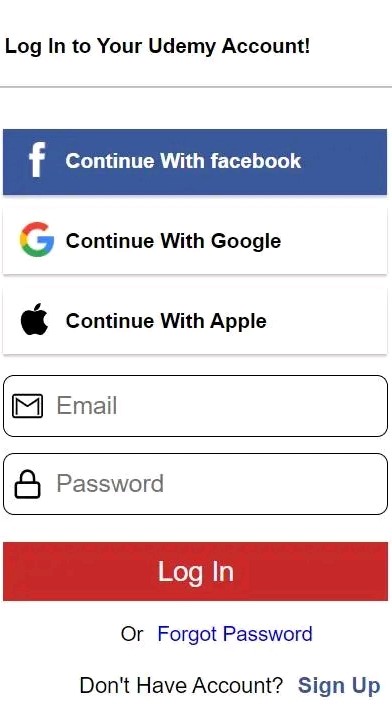 Log In to Your Udemy Account!
Continue With facebook
Continue With Google
Continue With Apple
Email
Password
Log In
Or Forgot Password
Don't Have Account? Sign Up